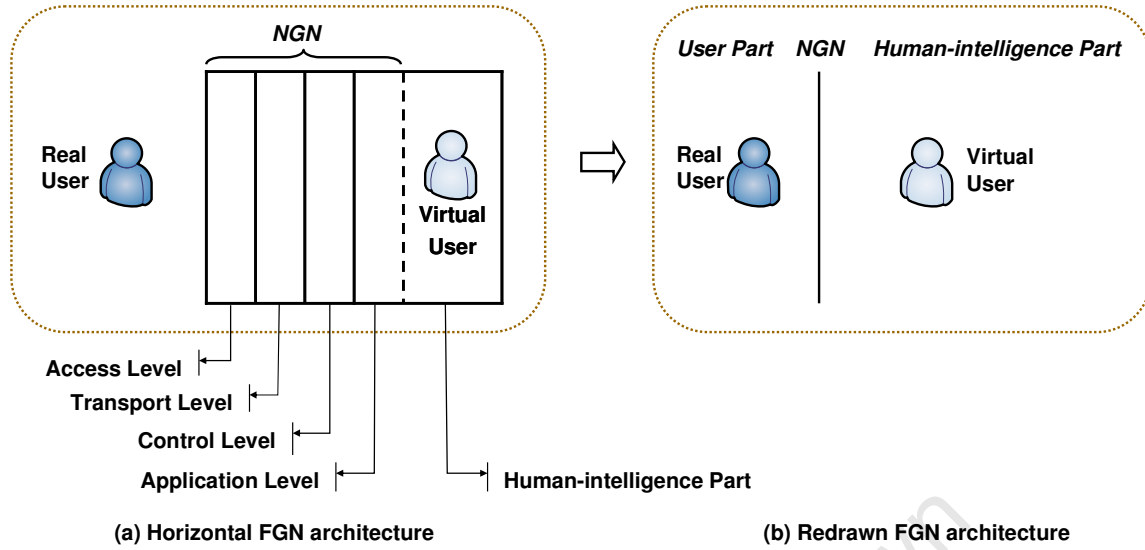 NGN
Real
User
Virtual
User
Access Level
Transport Level
Control Level
Application Level
Human-intelligence Part
(a) Horizontal FGN architecture
User Part NGN Human-intelligence Part
Real
User
Virtual
User
(b) Redrawn FGN architecture